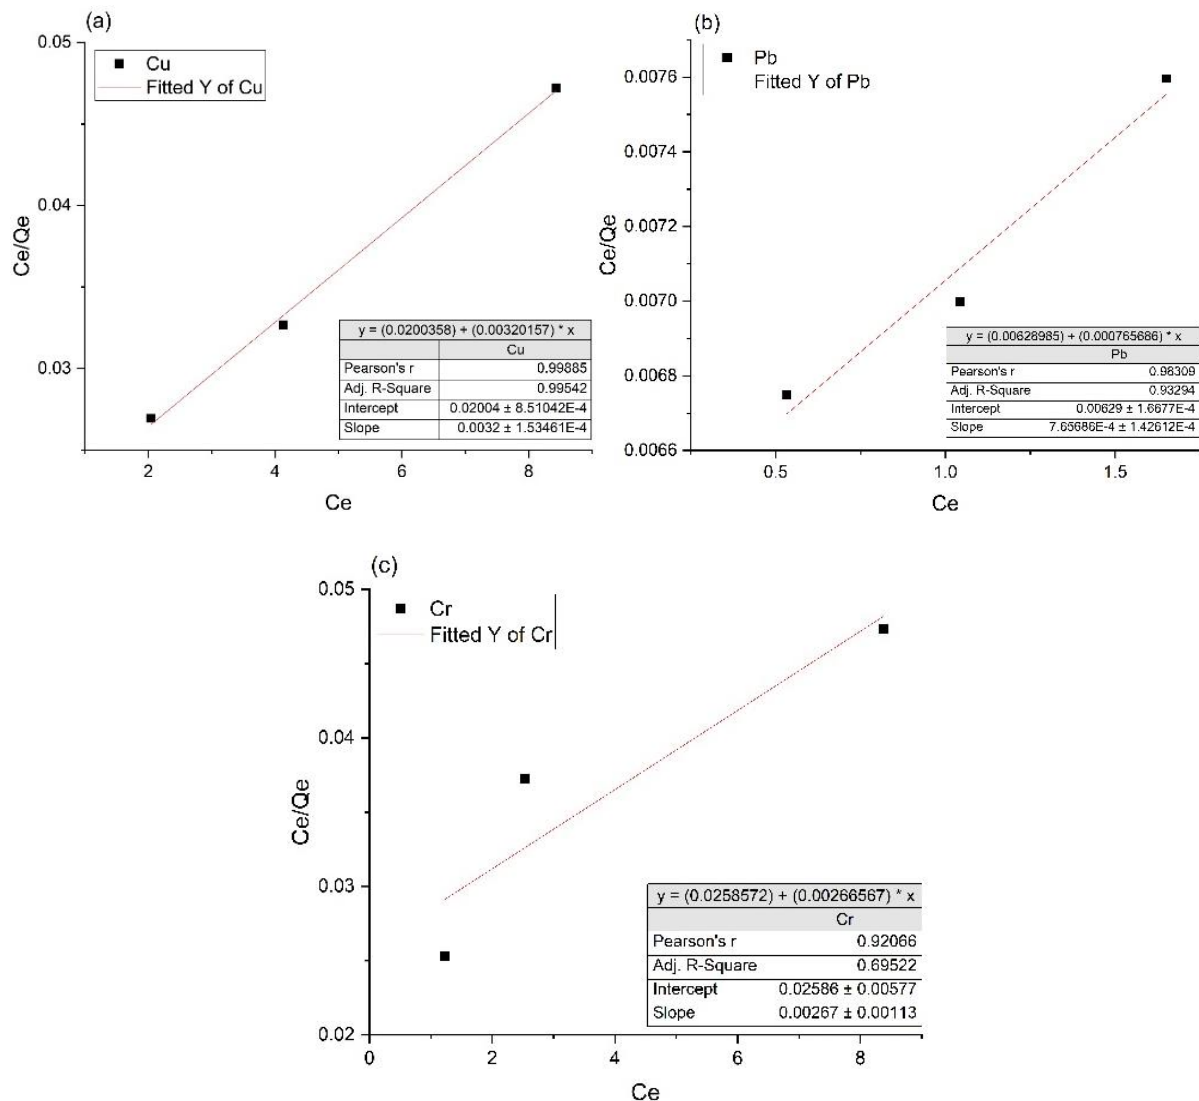 (a)
0.05
Cu
Fitted Y of Cu
0.04
Ce/Qe
0.03
y = (0.0200358) + (0.00320157) * x
Cu
Pearson's r 0.99885
Adj. R-Square 0.99542
Intercept 0.02004 ± 8.51042E-4
Slope 0.0032 ± 1.53461E-4
2 4 6 8
Ce
(b)
Pb
Fitted Y of Pb
0.0076
0.0074
0.0072
Ce/Qe
0.0070
0.0068
0.0066
y = (0.00628985) + (0.000765686) * x
Pb
Pearson's r 0.98309
Adj. R-Square 0.93294
Intercept 0.00629 ± 1.6677E-4
Slope 7.65686E-4 ± 1.42612E-4
0.5 1.0 1.5
Ce
(c)
0.05
Cr
Fitted Y of Cr
0.04
Ce/Qe
0.03
0.02
y = (0.0258572) + (0.00266567) * x
Cr
Pearson's r 0.92066
Adj. R-Square 0.69522
Intercept 0.02586 ± 0.00577
Slope 0.00267 ± 0.00113
0 2 4 6 8
Ce